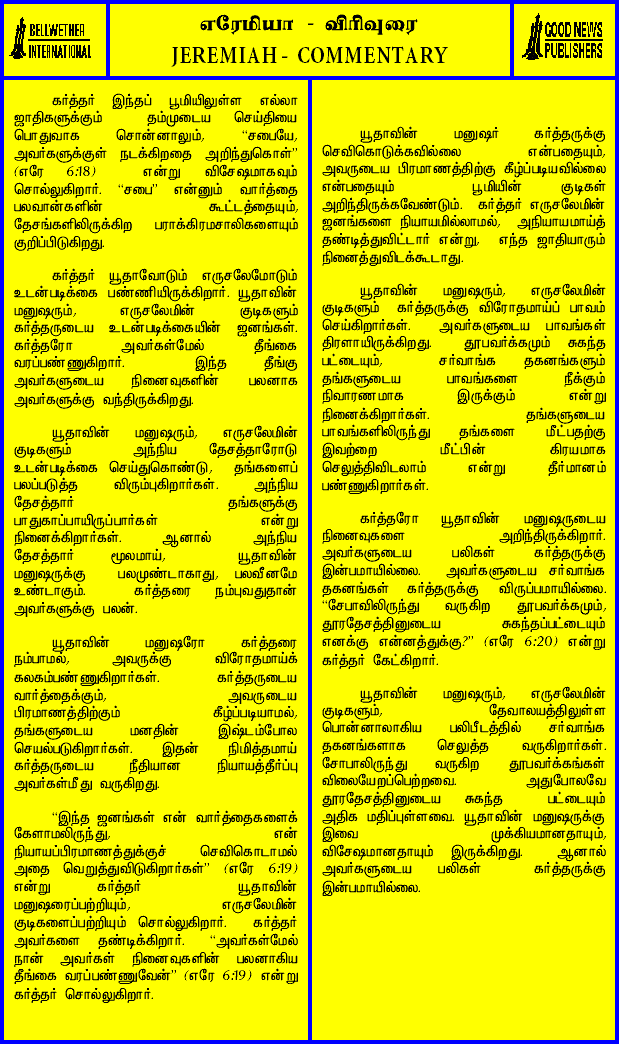 BELLWETHER
INTERNATIONAL
எரேமியா - விரிவுரை
JEREMIAH - COMMENTARY
GOOD NEWS
PUBLISHERS
கர்த்தர் இந்தப் பூமியிலுள்ள எல்லா
ஜாதிகளுக்கும் தம்முடைய செய்தியை
பொதுவாக சொன்னாலும், “சபையே,
அவர்களுக்குள் நடக்கிறதை அறிந்துகொள்”
(எரே 6:18) என்று விசேஷமாகவும்
சொல்லுகிறார். “சபை” என்னும் வார்த்தை
பலவான்களின் கூட்டத்தையும்,
தேசங்களிலிருக்கிற பராக்கிரமசாலிகளையும்
குறிப்பிடுகிறது.
கர்த்தர் யூதாவோடும் எருசலேமோடும்
உடன்படிக்கை பண்ணியிருக்கிறார். யூதாவின்
மனுஷரும், எருசலேமின் குடிகளும்
கர்த்தருடைய உடன்படிக்கையின் ஜனங்கள்.
கர்த்தரோ அவர்கள்மேல் தீங்கை
வரப்பண்ணுகிறார். இந்த தீங்கு
அவர்களுடைய நினைவுகளின் பலனாக
அவர்களுக்கு வந்திருக்கிறது.
யூதாவின் மனுஷரும், எருசலேமின்
குடிகளும் அந்நிய தேசத்தாரோடு
உடன்படிக்கை செய்துகொண்டு, தங்களைப்
பலப்படுத்த விரும்புகிறார்கள். அந்நிய
தேசத்தார் தங்களுக்கு
பாதுகாப்பாயிருப்பார்கள் என்று
நினைக்கிறார்கள். ஆனால் அந்நிய
தேசத்தார் மூலமாய், யூதாவின்
மனுஷருக்கு பலமுண்டாகாது, பலவீனமே
உண்டாகும். கர்த்தரை நம்புவதுதான்
அவர்களுக்கு பலன்.
யூதாவின் மனுஷரோ கர்த்தரை
நம்பாமல், அவருக்கு விரோதமாய்க்
கலகம்பண்ணுகிறார்கள். கர்த்தருடைய
வார்த்தைக்கும், அவருடைய
பிரமாணத்திற்கும் கீழ்ப்படியாமல்,
தங்களுடைய மனதின் இஷ்டம்போல
செயல்படுகிறார்கள். இதன் நிமித்தமாய்
கர்த்தருடைய நீதியான நியாயத்தீர்ப்பு
அவர்கள்மீது வருகிறது.
“இந்த ஜனங்கள் என் வார்த்தைகளைக்
கேளாமலிருந்து, என்
நியாயப்பிரமாணத்துக்குச் செவிகொடாமல்
அதை வெறுத்துவிடுகிறார்கள்” (எரே 6:19)
என்று கர்த்தர் யூதாவின்
மனுஷரைப்பற்றியும், எருசலேமின்
குடிகளைப்பற்றியும் சொல்லுகிறார். கர்த்தர்
அவர்களை தண்டிக்கிறார். “அவர்கள்மேல்
நான் அவர்கள் நினைவுகளின் பலனாகிய
தீங்கை வரப்பண்ணுவேன்” (எரே 6:19) என்று
கர்த்தர் சொல்லுகிறார்.
யூதாவின் மனுஷர் கர்த்தருக்கு
செவிகொடுக்கவில்லை என்பதையும்,
அவருடைய பிரமாணத்திற்கு கீழ்ப்படியவில்லை
என்பதையும் பூமியின் குடிகள்
அறிந்திருக்கவேண்டும். கர்த்தர் எருசலேமின்
ஜனங்களை நியாயமில்லாமல், அநியாயமாய்த்
தண்டித்துவிட்டார் என்று, எந்த ஜாதியாரும்
நினைத்துவிடக்கூடாது.
யூதாவின் மனுஷரும், எருசலேமின்
குடிகளும் கர்த்தருக்கு விரோதமாய்ப் பாவம்
செய்கிறார்கள். அவர்களுடைய பாவங்கள்
திரளாயிருக்கிறது. தூபவர்க்கமும் சுகந்த
பட்டையும், சர்வாங்க தகனங்களும்
தங்களுடைய பாவங்களை நீக்கும்
நிவாரணமாக இருக்கும் என்று
நினைக்கிறார்கள். தங்களுடைய
பாவங்களிலிருந்து தங்களை மீட்பதற்கு
இவற்றை மீட்பின் கிரயமாக
செலுத்திவிடலாம் என்று தீர்மானம்
பண்ணுகிறார்கள்.
கர்த்தரோ யூதாவின் மனுஷருடைய
நினைவுகளை அறிந்திருக்கிறார்.
அவர்களுடைய பலிகள் கர்த்தருக்கு
இன்பமாயில்லை. அவர்களுடைய சர்வாங்க
தகனங்கள் கர்த்தருக்கு விருப்பமாயில்லை.
“சேபாவிலிருந்து வருகிற தூபவர்க்கமும்,
தூரதேசத்தினுடைய சுகந்தப்பட்டையும்
எனக்கு என்னத்துக்கு?” (எரே 6:20) என்று
கர்த்தர் கேட்கிறார்.
யூதாவின் மனுஷரும், எருசலேமின்
குடிகளும், தேவாலயத்திலுள்ள
பொன்னாலாகிய பலிபீடத்தில் சர்வாங்க
தகனங்களாக செலுத்த வருகிறார்கள்.
சேபாலிருந்து வருகிற தூபவர்க்கங்கள்
விலையேறப்பெற்றவை. அதுபோலவே
தூரதேசத்தினுடைய சுகந்த பட்டையும்
அதிக மதிப்புள்ளவை. யூதாவின் மனுஷருக்கு
இவை முக்கியமானதாயும்,
விசேஷமானதாயும் இருக்கிறது. ஆனால்
அவர்களுடைய பலிகள் கர்த்தருக்கு
இன்பமாயில்லை.